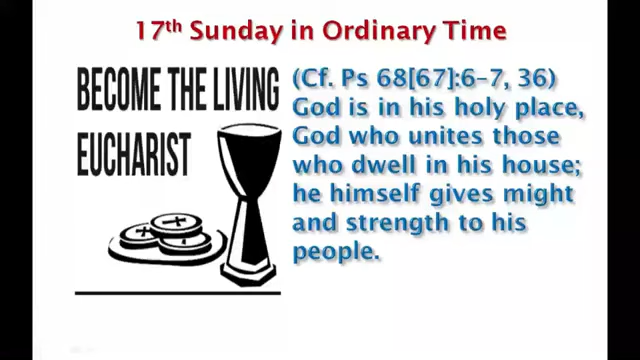 17th Sunday in Ordinary Time
BECOME THE LIVING
EUCHARIST
(Cf. Ps 68[67]:6–7, 36)
God is in his holy place,
God who unites those
who dwell in his house;
he himself gives might
and strength to his
people.